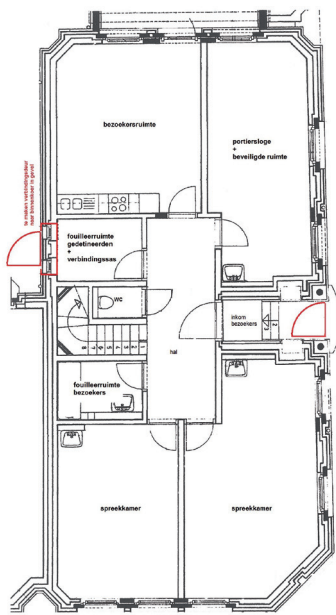 bezoekersruimte
portiersloge
+
beveiligde ruimte
te maken verbindingsdeur
naar binnenkoer in gevel
fouilleerruimte
gedetineerden
+
verbindingssas
WC
inkom
bezoekers
hal
fouilleerruimte
bezoekers
spreekkamer
spreekkamer